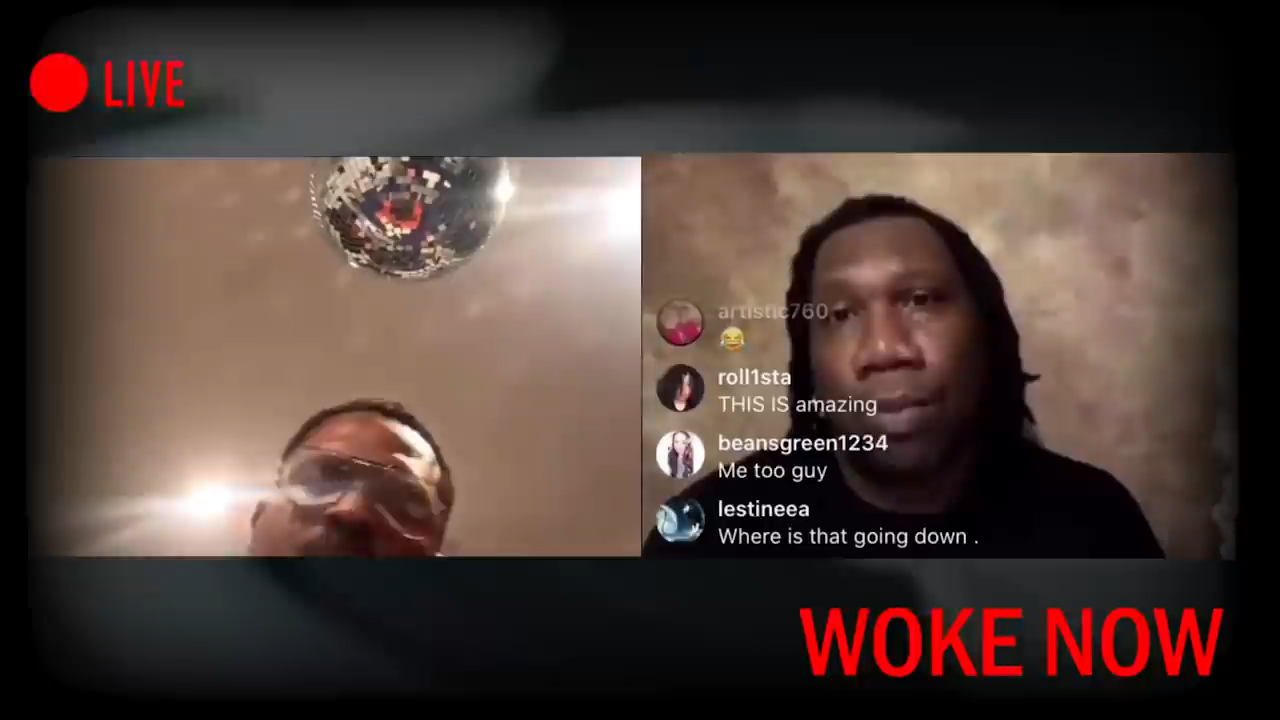 LIVE
artistic760
😂
roll1sta
THIS IS amazing
beansgreen1234
Me too guy
lestineea
Where is that going down .
WOKE NOW